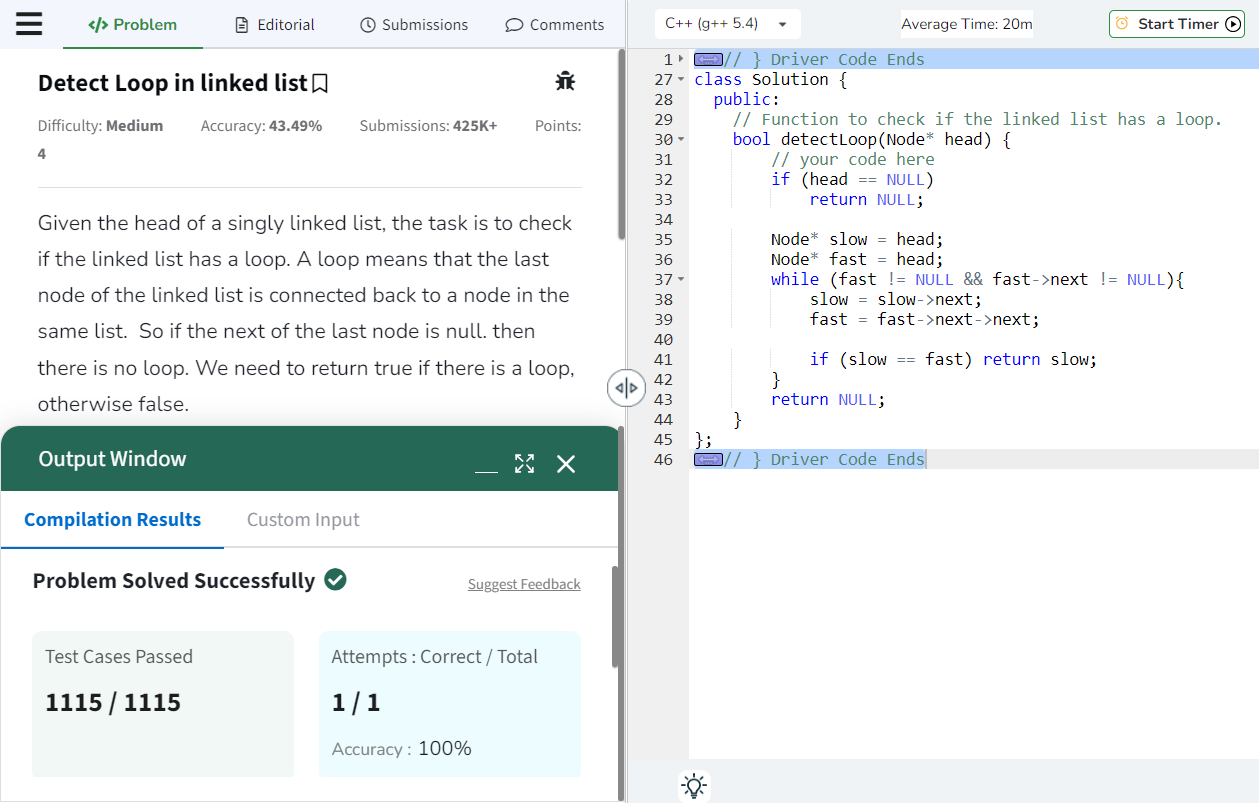 Problem
Editorial
Submissions
Comments
Detect Loop in linked list
Difficulty: Medium Accuracy: 43.49% Submissions: 425K+ Points:
4
Given the head of a singly linked list, the task is to check
if the linked list has a loop. A loop means that the last
node of the linked list is connected back to a node in the
same list.  So if the next of the last node is null. then
there is no loop. We need to return true if there is a loop,
otherwise false.
Output Window
Compilation Results
Custom Input
Problem Solved Successfully
Suggest Feedback
Test Cases Passed
1115 / 1115
Attempts : Correct / Total
1 / 1
Accuracy : 100%
C++ (g++ 5.4)
Average Time: 20m
Start Timer
1 // } Driver Code Ends
27 class Solution {
28   public:
29     // Function to check if the linked list has a loop.
30     bool detectLoop(Node* head) {
31         // your code here
32         if (head == NULL)
33             return NULL;
34
35         Node* slow = head;
36         Node* fast = head;
37         while (fast != NULL && fast->next != NULL){
38             slow = slow->next;
39             fast = fast->next->next;
40
41             if (slow == fast) return slow;
42         }
43         return NULL;
44     }
45 };
46 // } Driver Code Ends